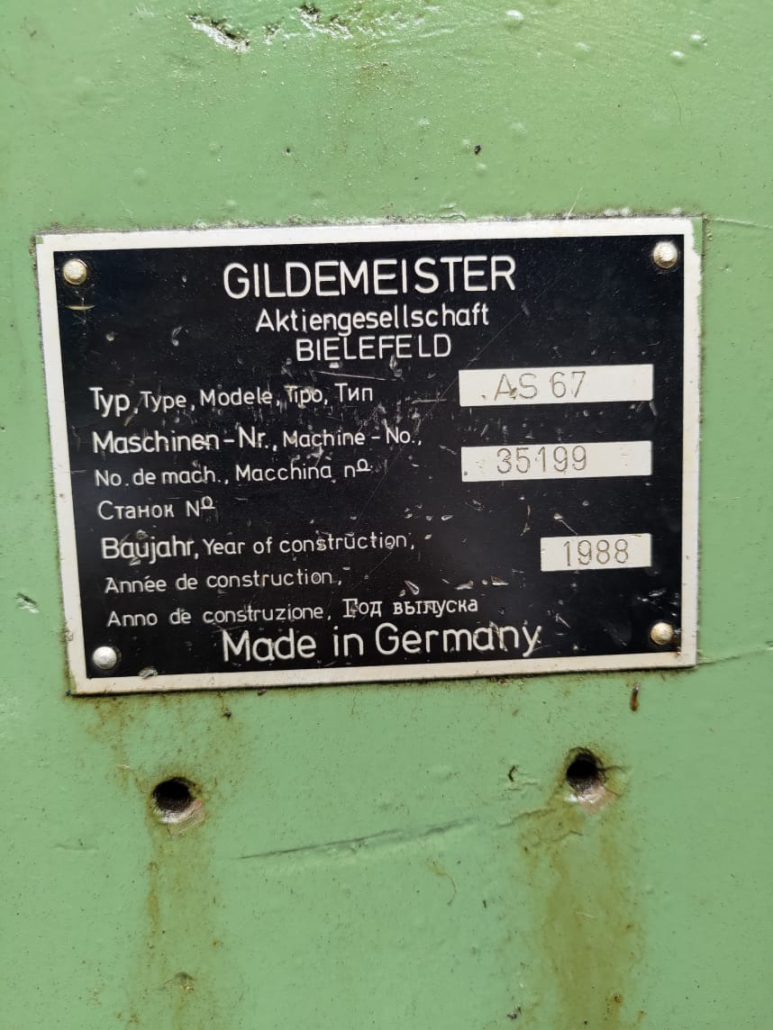 GILDEMEISTER
Aktiengesellschaft
BIELEFELD
Typ, Type, Modele, Tipo, Тип AS 67
Maschinen-Nr., Machine-No.,
No. de mach., Macchina nº 35199
Станок Nº
Baujahr, Year of construction, 1988
Année de construction,
Anno de construzione, Год выпуска
Made in Germany